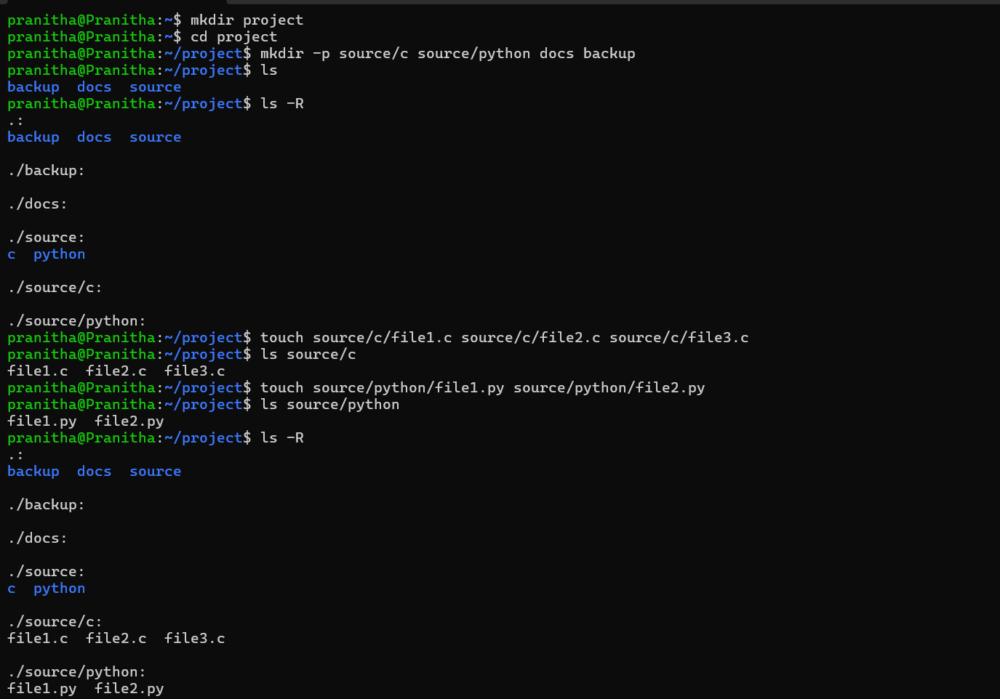 pranitha@Pranitha:~$ mkdir project
pranitha@Pranitha:~$ cd project
pranitha@Pranitha:~/project$ mkdir -p source/c source/python docs backup
pranitha@Pranitha:~/project$ ls
backup  docs  source
pranitha@Pranitha:~/project$ ls -R
.:
backup  docs  source
./backup:
./docs:
./source:
c  python
./source/c:
./source/python:
pranitha@Pranitha:~/project$ touch source/c/file1.c source/c/file2.c source/c/file3.c
pranitha@Pranitha:~/project$ ls source/c
file1.c  file2.c  file3.c
pranitha@Pranitha:~/project$ touch source/python/file1.py source/python/file2.py
pranitha@Pranitha:~/project$ ls source/python
file1.py  file2.py
pranitha@Pranitha:~/project$ ls -R
.:
backup  docs  source
./backup:
./docs:
./source:
c  python
./source/c:
file1.c  file2.c  file3.c
./source/python:
file1.py  file2.py